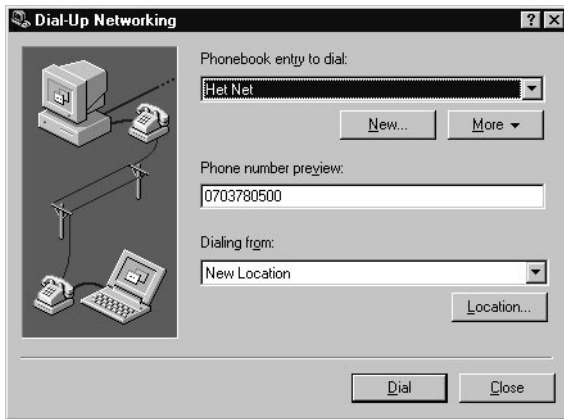 Dial-Up Networking
Phonebook entry to dial:
Het Net
New... More
Phone number preview:
0703780500
Dialing from:
New Location
Location...
Dial Close